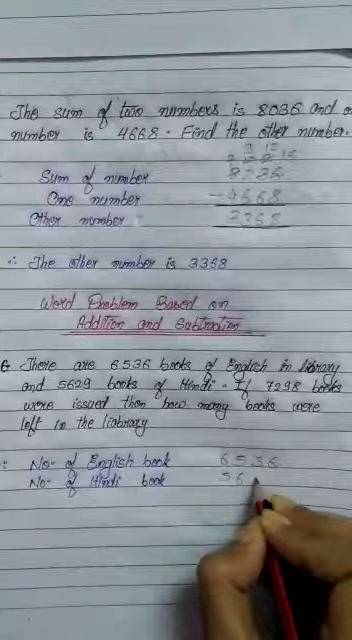 The sum of two numbers is 8036 and o
number is 4668. Find the other number.
Sum of number 8036
One number - 4668
Other number 3368
∴ The other number is 3368
Word Problem Based on
Addition and Subtraction
There are 6536 books of English in library
and 5629 books of Hindi. If 7298 books
were issued then how many books were
left in the liabrary
No. of English book 6536
No. of Hindi book 56